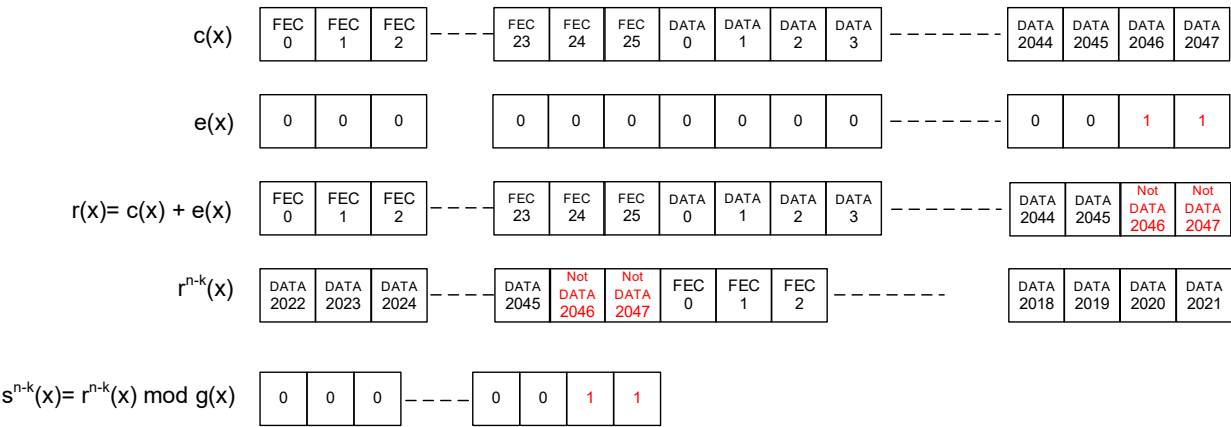 c(x) FEC 0 FEC 1 FEC 2 FEC 23 FEC 24 FEC 25 DATA 0 DATA 1 DATA 2 DATA 3 DATA 2044 DATA 2045 DATA 2046 DATA 2047
e(x) 0 0 0 0 0 0 0 0 0 0 0 0 1 1
r(x)= c(x) + e(x) FEC 0 FEC 1 FEC 2 FEC 23 FEC 24 FEC 25 DATA 0 DATA 1 DATA 2 DATA 3 DATA 2044 DATA 2045 Not DATA 2046 Not DATA 2047
r^n-k(x) DATA 2022 DATA 2023 DATA 2024 DATA 2045 Not DATA 2046 Not DATA 2047 FEC 0 FEC 1 FEC 2 DATA 2018 DATA 2019 DATA 2020 DATA 2021
s^n-k(x)= r^n-k(x) mod g(x) 0 0 0 0 0 1 1